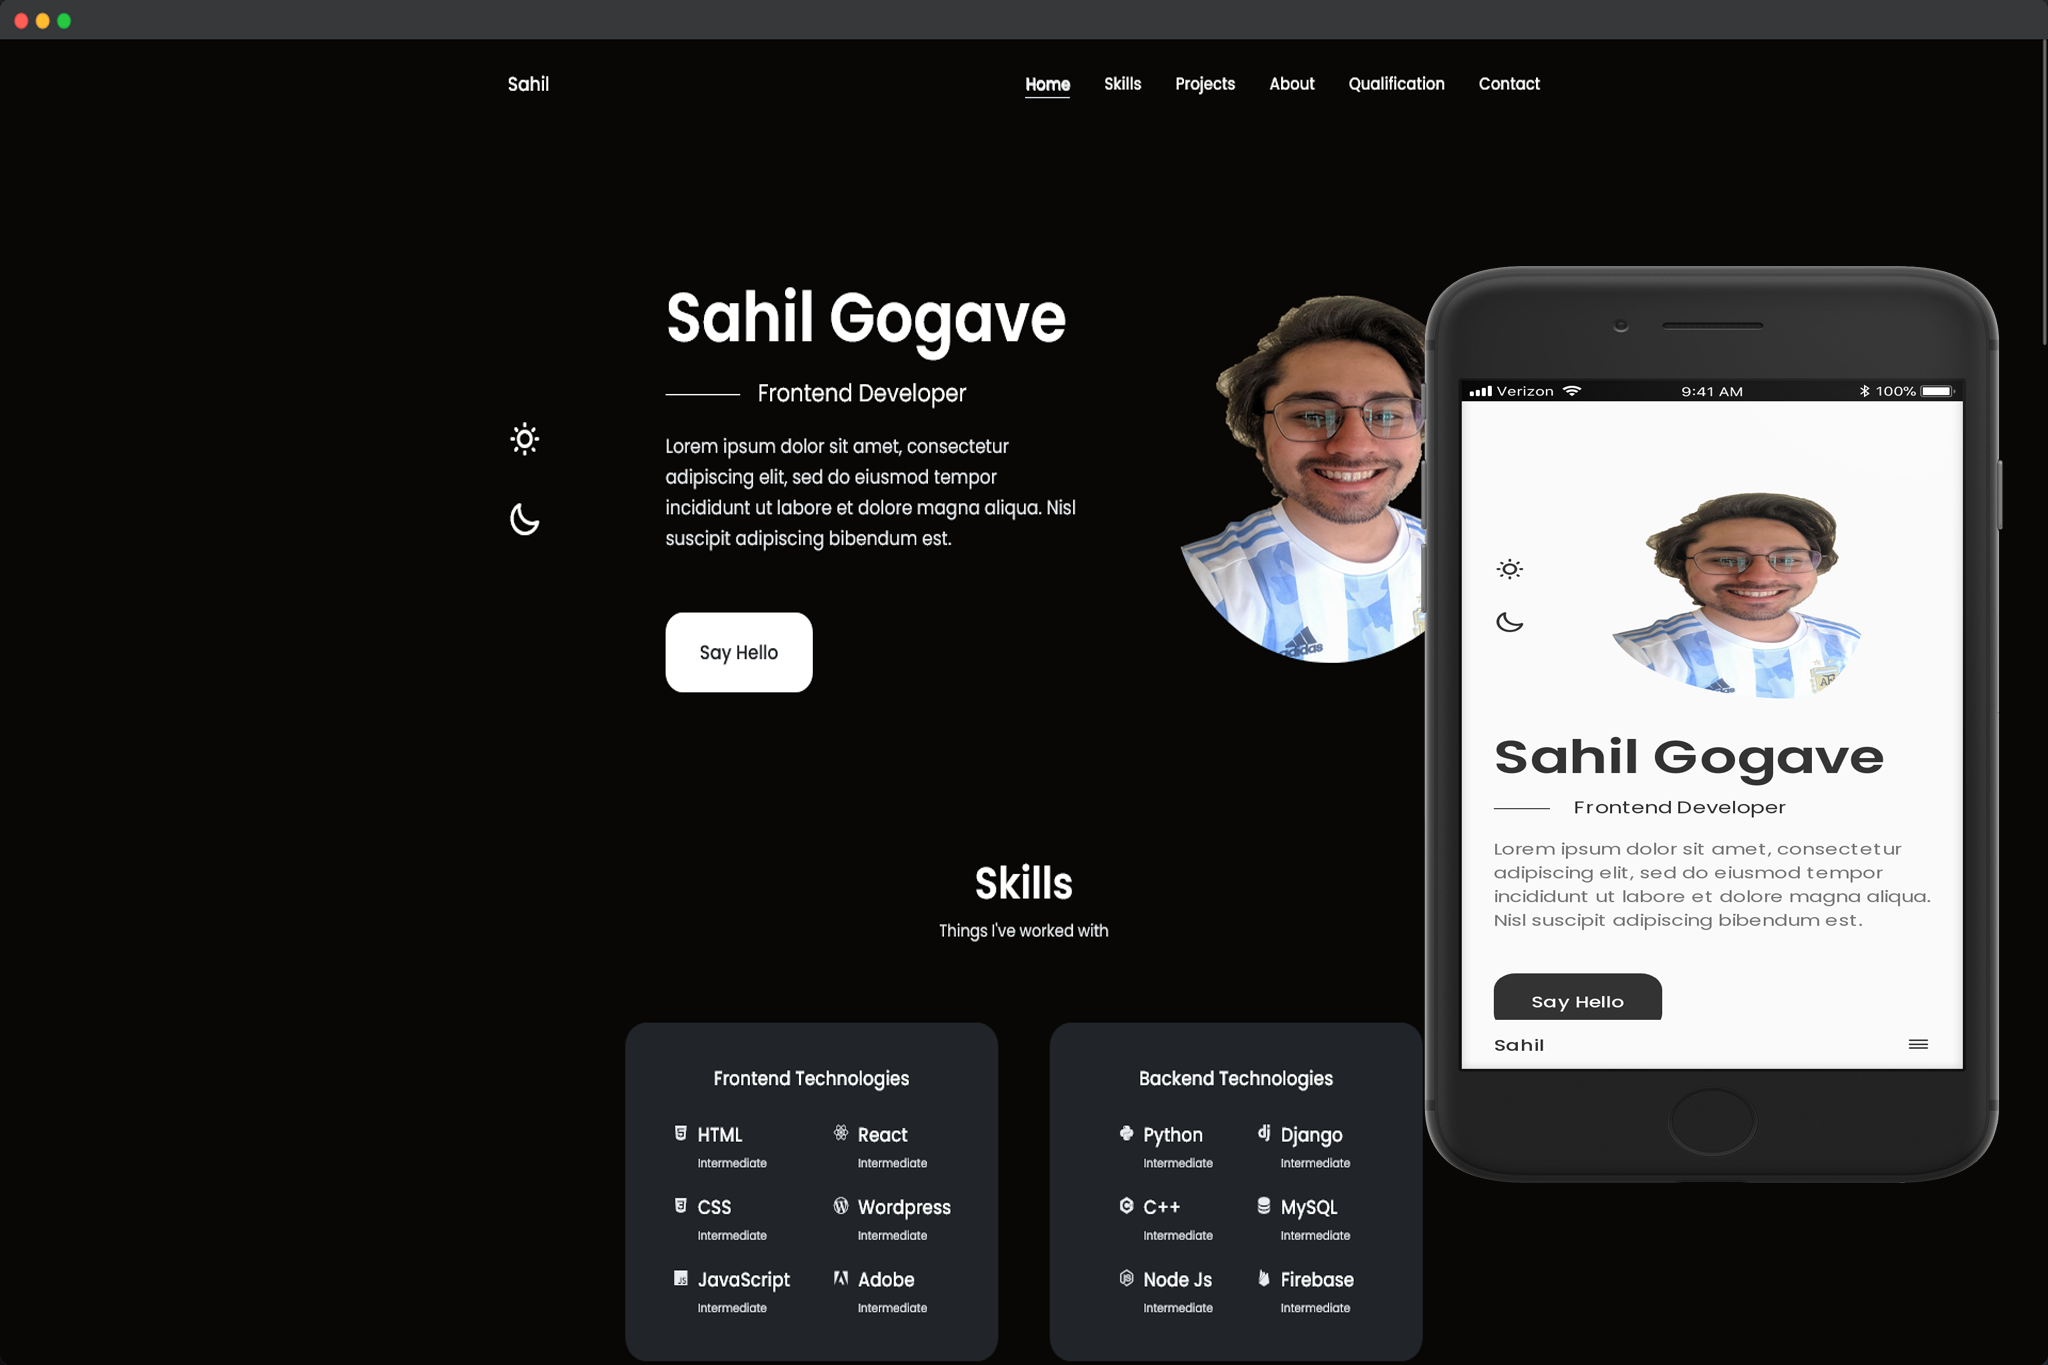 Sahil
Home Skills Projects About Qualification Contact
Sahil Gogave
Frontend Developer
Lorem ipsum dolor sit amet, consectetur
adipiscing elit, sed do eiusmod tempor
incididunt ut labore et dolore magna aliqua. Nisl
suscipit adipiscing bibendum est.
Say Hello
adidas
Skills
Things I've worked with
Frontend Technologies
HTML
Intermediate
React
Intermediate
CSS
Intermediate
Wordpress
Intermediate
JavaScript
Intermediate
Adobe
Intermediate
Backend Technologies
Python
Intermediate
Django
Intermediate
C++
Intermediate
MySQL
Intermediate
Node Js
Intermediate
Firebase
Intermediate
Verizon 9:41 AM 100%
Sahil Gogave
Frontend Developer
Lorem ipsum dolor sit amet, consectetur
adipiscing elit, sed do eiusmod tempor
incididunt ut labore et dolore magna aliqua.
Nisl suscipit adipiscing bibendum est.
Say Hello
Sahil